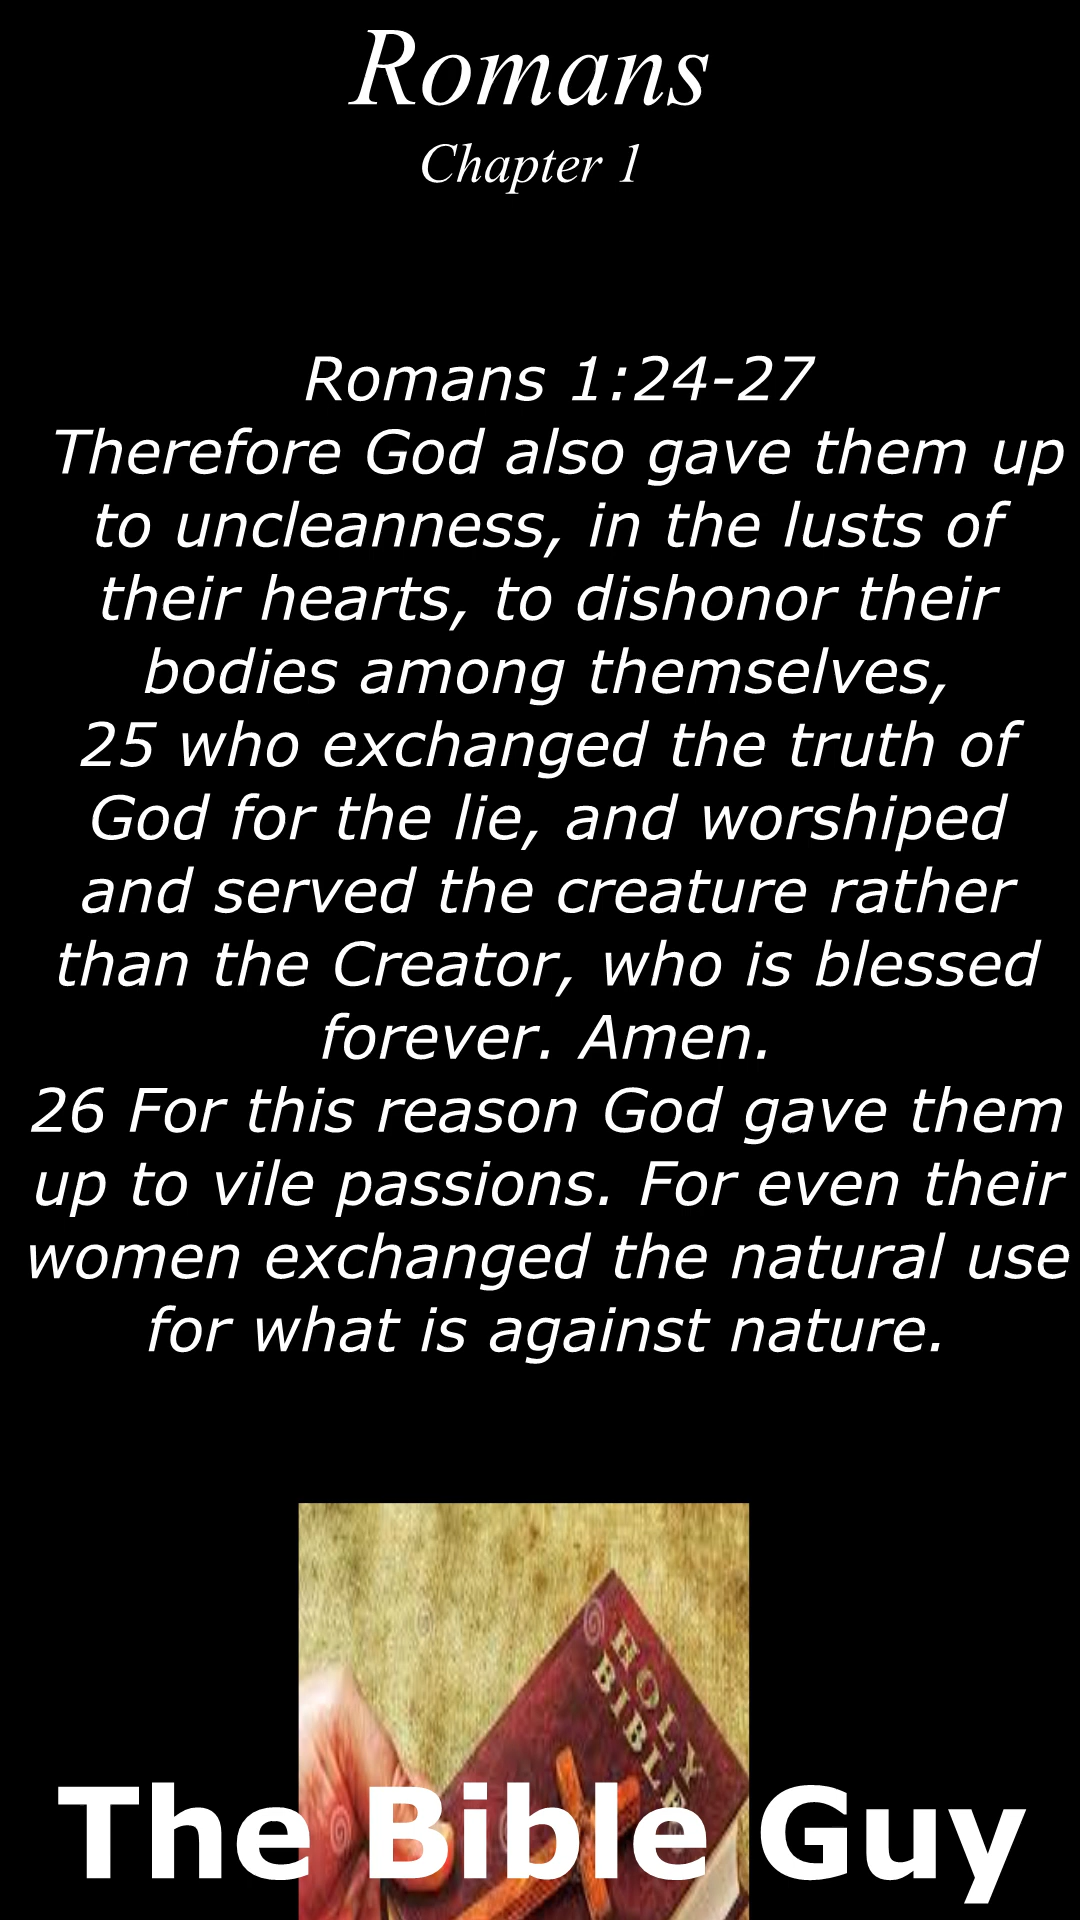 Romans
Chapter 1
Romans 1:24-27
Therefore God also gave them up
to uncleanness, in the lusts of
their hearts, to dishonor their
bodies among themselves,
25 who exchanged the truth of
God for the lie, and worshiped
and served the creature rather
than the Creator, who is blessed
forever. Amen.
26 For this reason God gave them
up to vile passions. For even their
women exchanged the natural use
for what is against nature.
HOLY
BIBLE
The Bible Guy